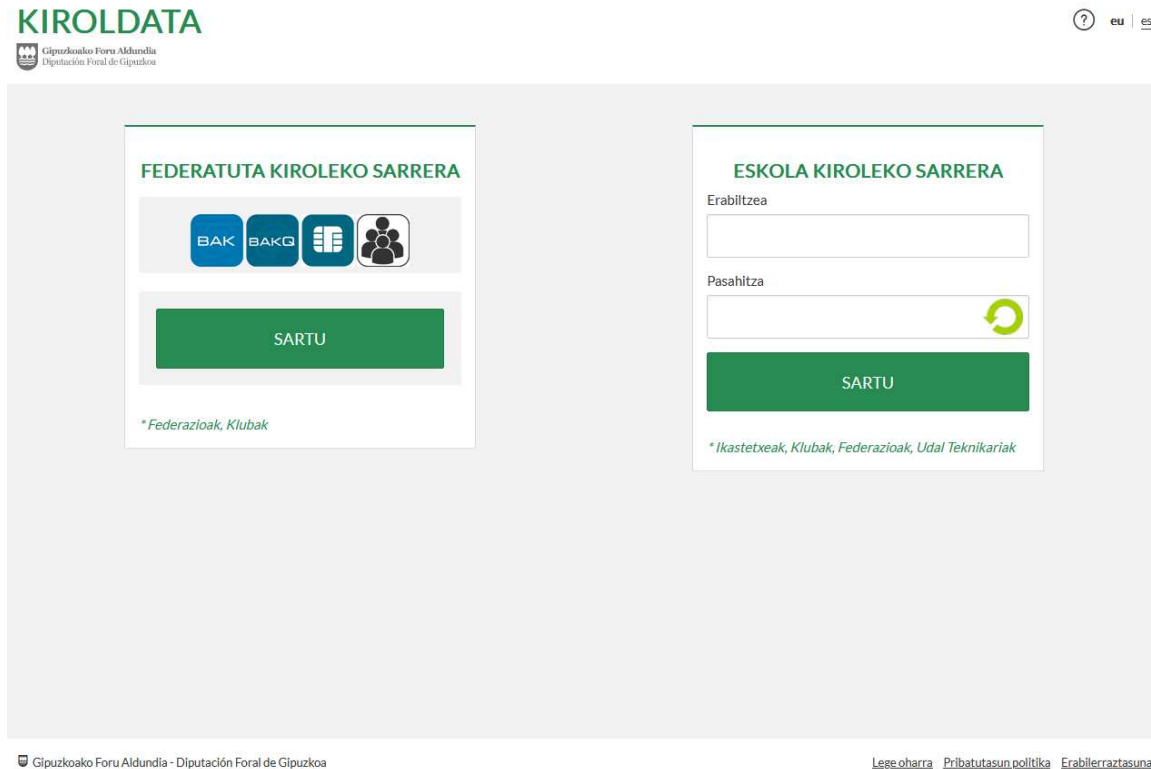 KIROLDATA
Gipuzkoako Foru Aldundia
Diputación Foral de Gipuzkoa
? eu | es
FEDERATUTA KIROLEKO SARRERA
BAK BAKQ
SARTU
* Federazioak, Klubak
ESKOLA KIROLEKO SARRERA
Erabiltzea
Pasahitza
SARTU
* Ikastetxeak, Klubak, Federazioak, Udal Teknikariak
Gipuzkoako Foru Aldundia - Diputación Foral de Gipuzkoa
Lege oharra Pribatutasun politika Erabilerraztasuna